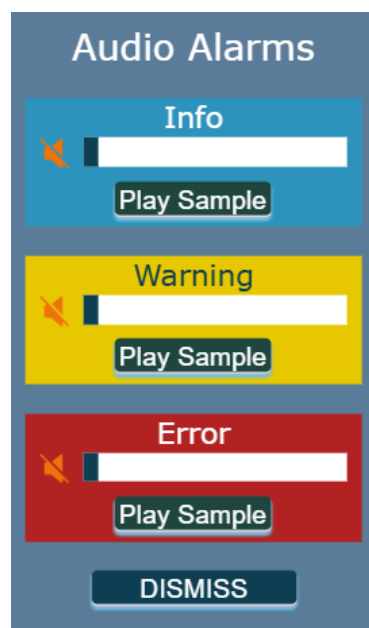 Audio Alarms
Info
Play Sample
Warning
Play Sample
Error
Play Sample
DISMISS